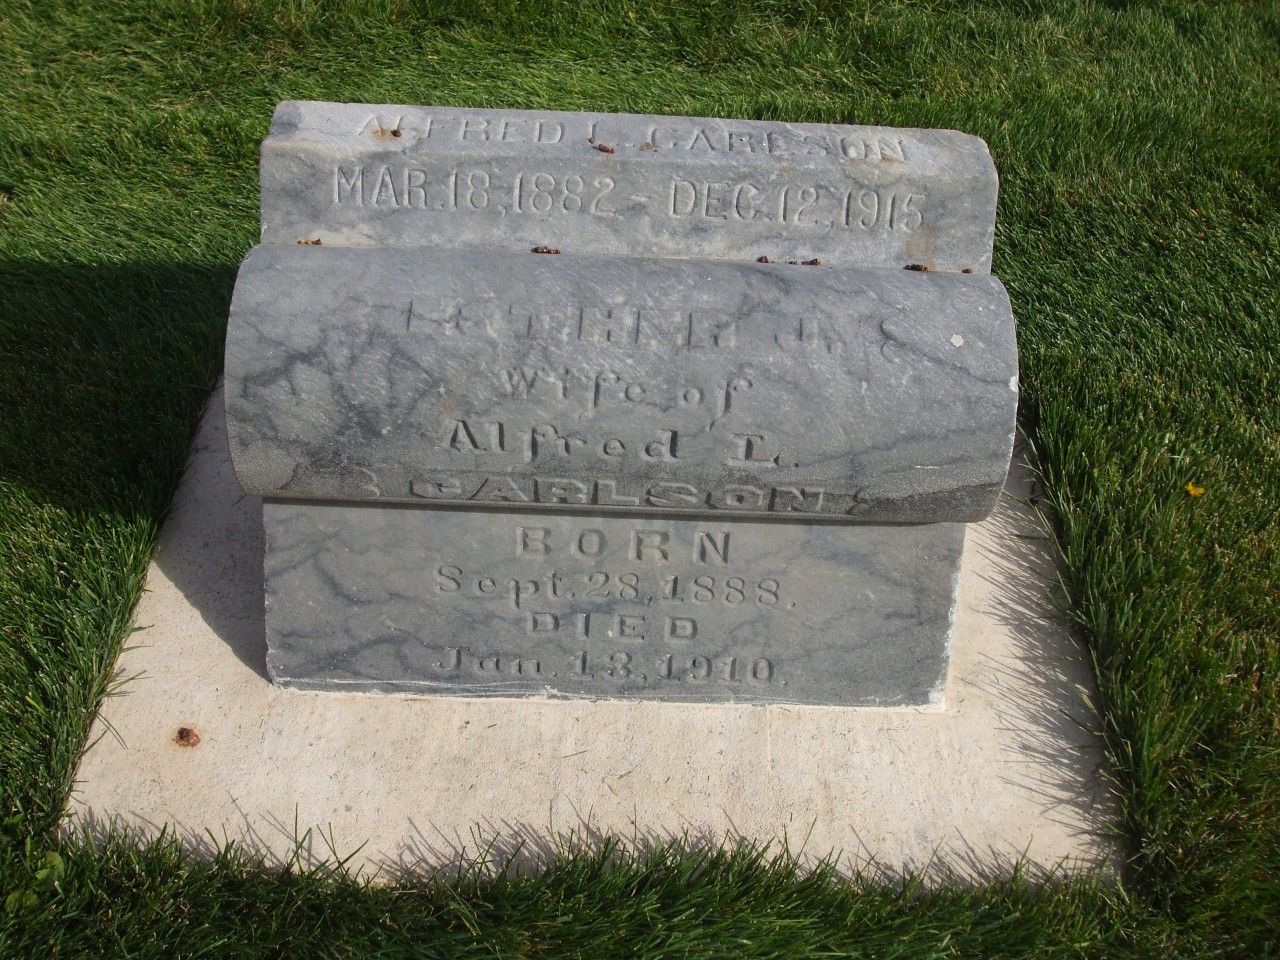 ALFRED L. CARLSON
MAR. 18, 1882 - DEC. 12, 1915
ESTHER J.
Wife of
Alfred L.
CARLSON
BORN
Sept. 28, 1888.
DIED
Jan. 13, 1910.